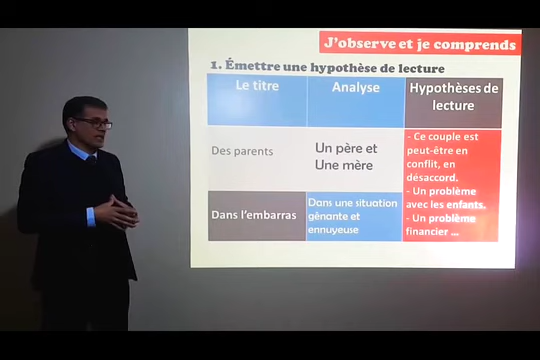 J'observe et je comprends
1. Émettre une hypothèse de lecture
Le titre
Analyse
Hypothèses de
lecture
Des parents
Un père et
Une mère
- Ce couple est
peut-être en
conflit, en
désaccord.
- Un problème
avec les enfants.
- Un problème
financier ...
Dans l'embarras
Dans une situation
gênante et
ennuyeuse